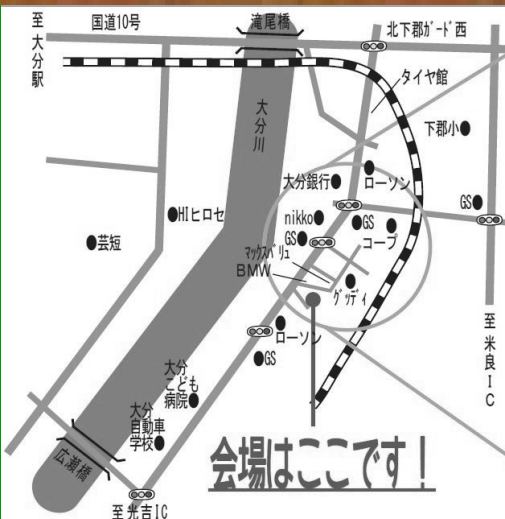 至大分駅
国道10号
滝尾橋
北下郡ガード西
タイヤ館
大分川
下郡小
大分銀行
ローソン
GS
HIヒロセ
nikko
GS
GS
コープ
芸短
マックスバリュ
BMW
グッディ
至米良IC
ローソン
GS
大分
こども
病院
大分
自動車
学校
広瀬橋
会場はここです！
至光吉IC